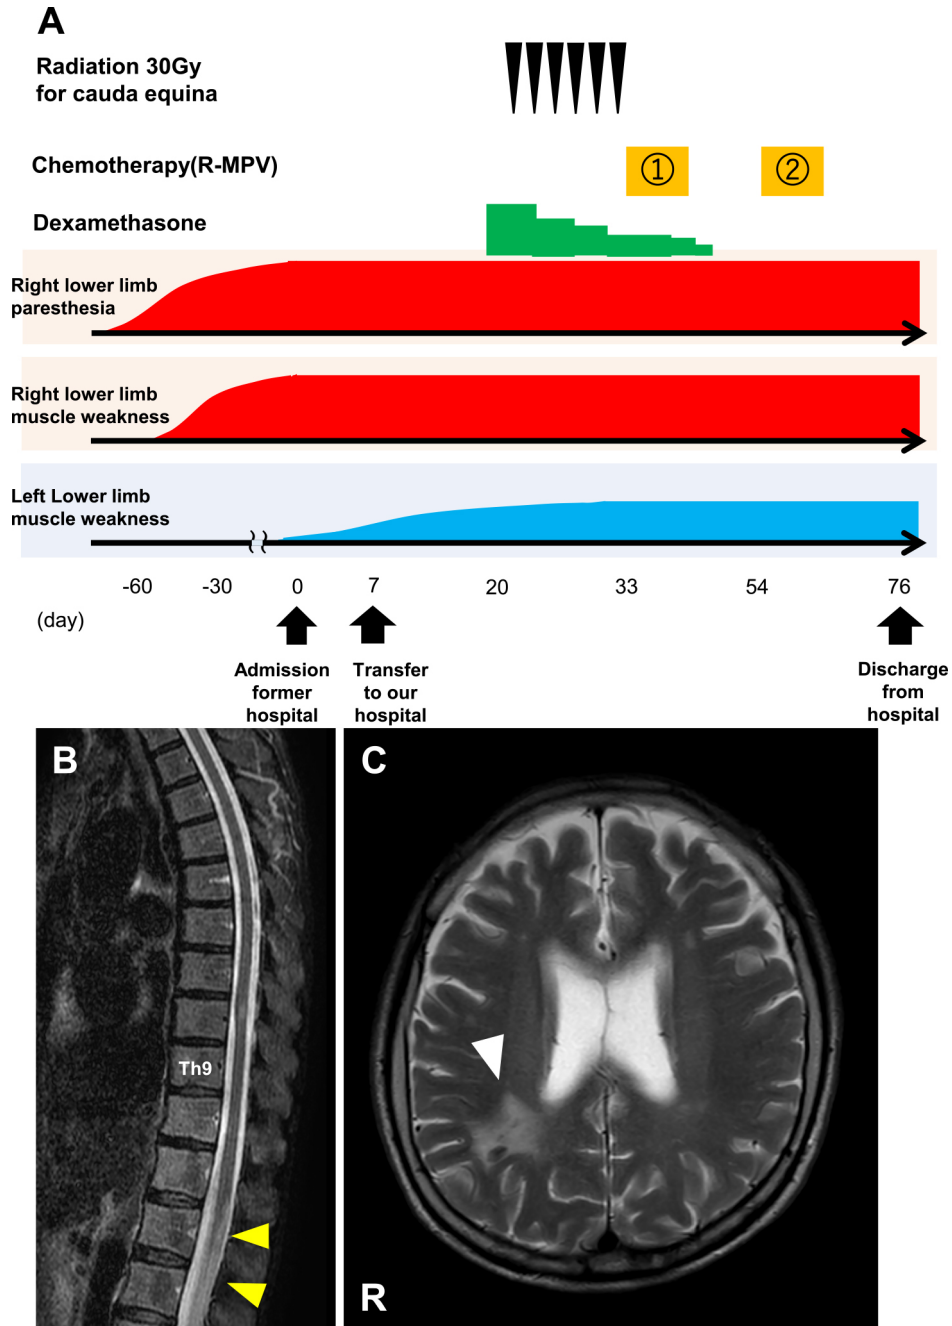 A
Radiation 30Gy
for cauda equina
Chemotherapy(R-MPV)
①
②
Dexamethasone
Right lower limb
paresthesia
Right lower limb
muscle weakness
Left Lower limb
muscle weakness
-60
-30
0
7
20
33
54
76
(day)
Admission
former
hospital
Transfer
to our
hospital
Discharge
from
hospital
B
Th9
C
R